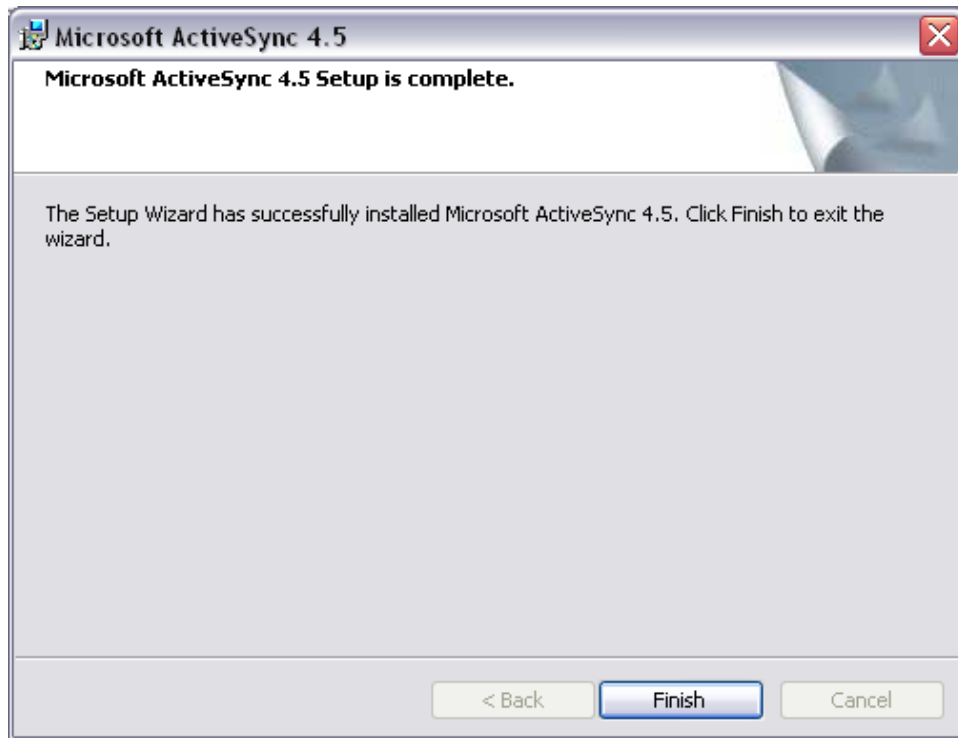 Microsoft ActiveSync 4.5
Microsoft ActiveSync 4.5 Setup is complete.
The Setup Wizard has successfully installed Microsoft ActiveSync 4.5. Click Finish to exit the
wizard.
< Back Finish Cancel